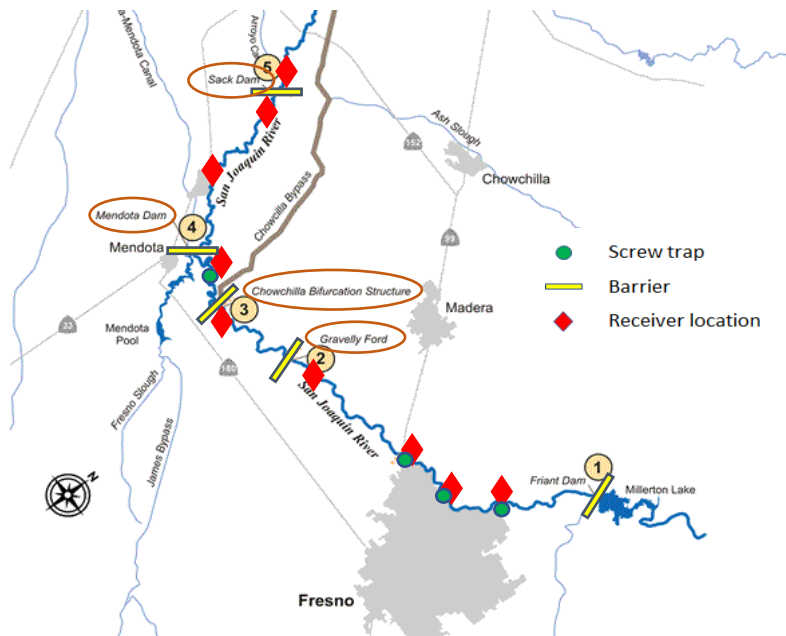 Arroyo Ca
a-Mendota Canal
5
Sack Dam
San Joaquin River
Ash Slough
152
Chowchilla
Chowcilla Bypass
Mendota Dam
4
Mendota
99
Screw trap
Barrier
Receiver location
Chowchilla Bifurcation Structure
3
Madera
33
Mendota
Pool
Gravelly Ford
2
180
San Joaquin River
Fresno Slough
James Bypass
N
1
Friant Dam
Millerton Lake
Fresno